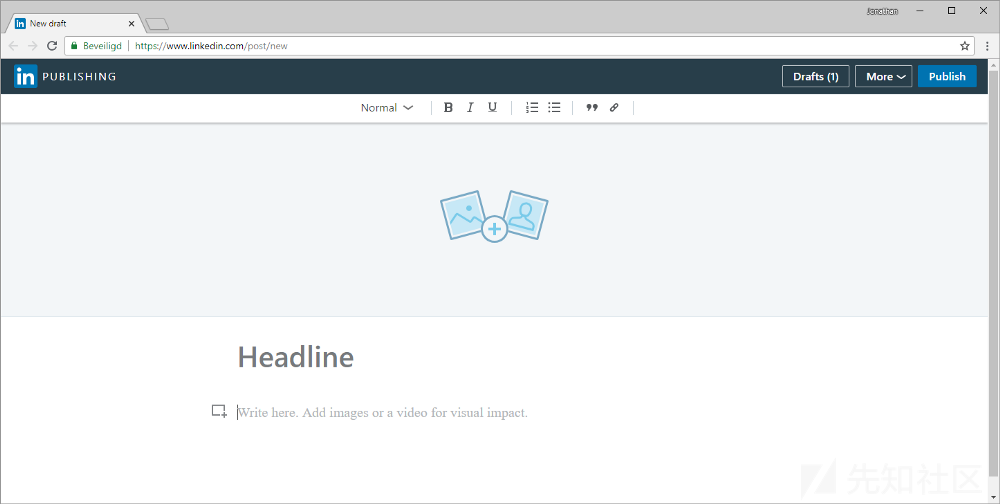 Jonathan
New draft
Beveiligd https://www.linkedin.com/post/new
in PUBLISHING Drafts (1) More Publish
Normal B I U
Headline
Write here. Add images or a video for visual impact.
先知社区